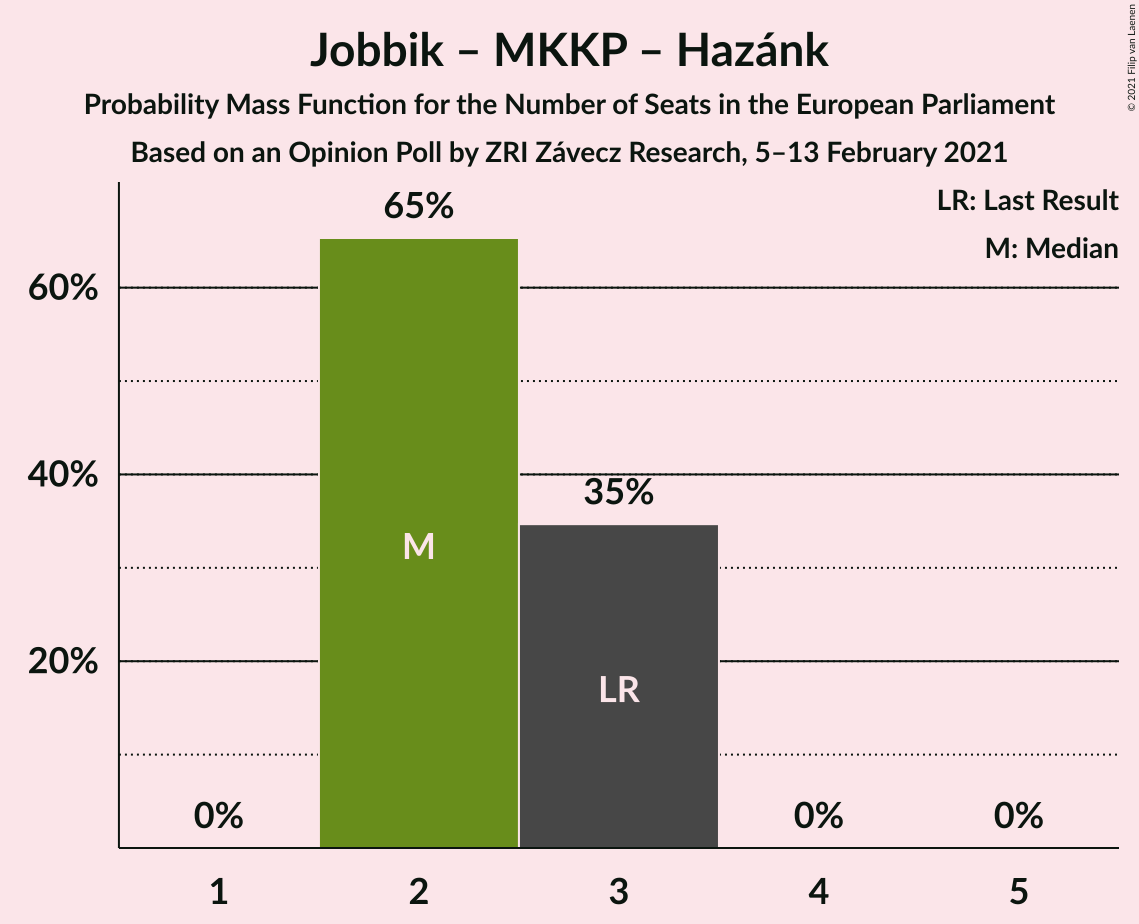 Jobbik – MKKP – Hazánk
Probability Mass Function for the Number of Seats in the European Parliament
Based on an Opinion Poll by ZRI Závecz Research, 5–13 February 2021
© 2021 Filip van Laenen
LR: Last Result
M: Median
65%
60%
40%
35%
M
20%
LR
0%
0%
0%
1
2
3
4
5